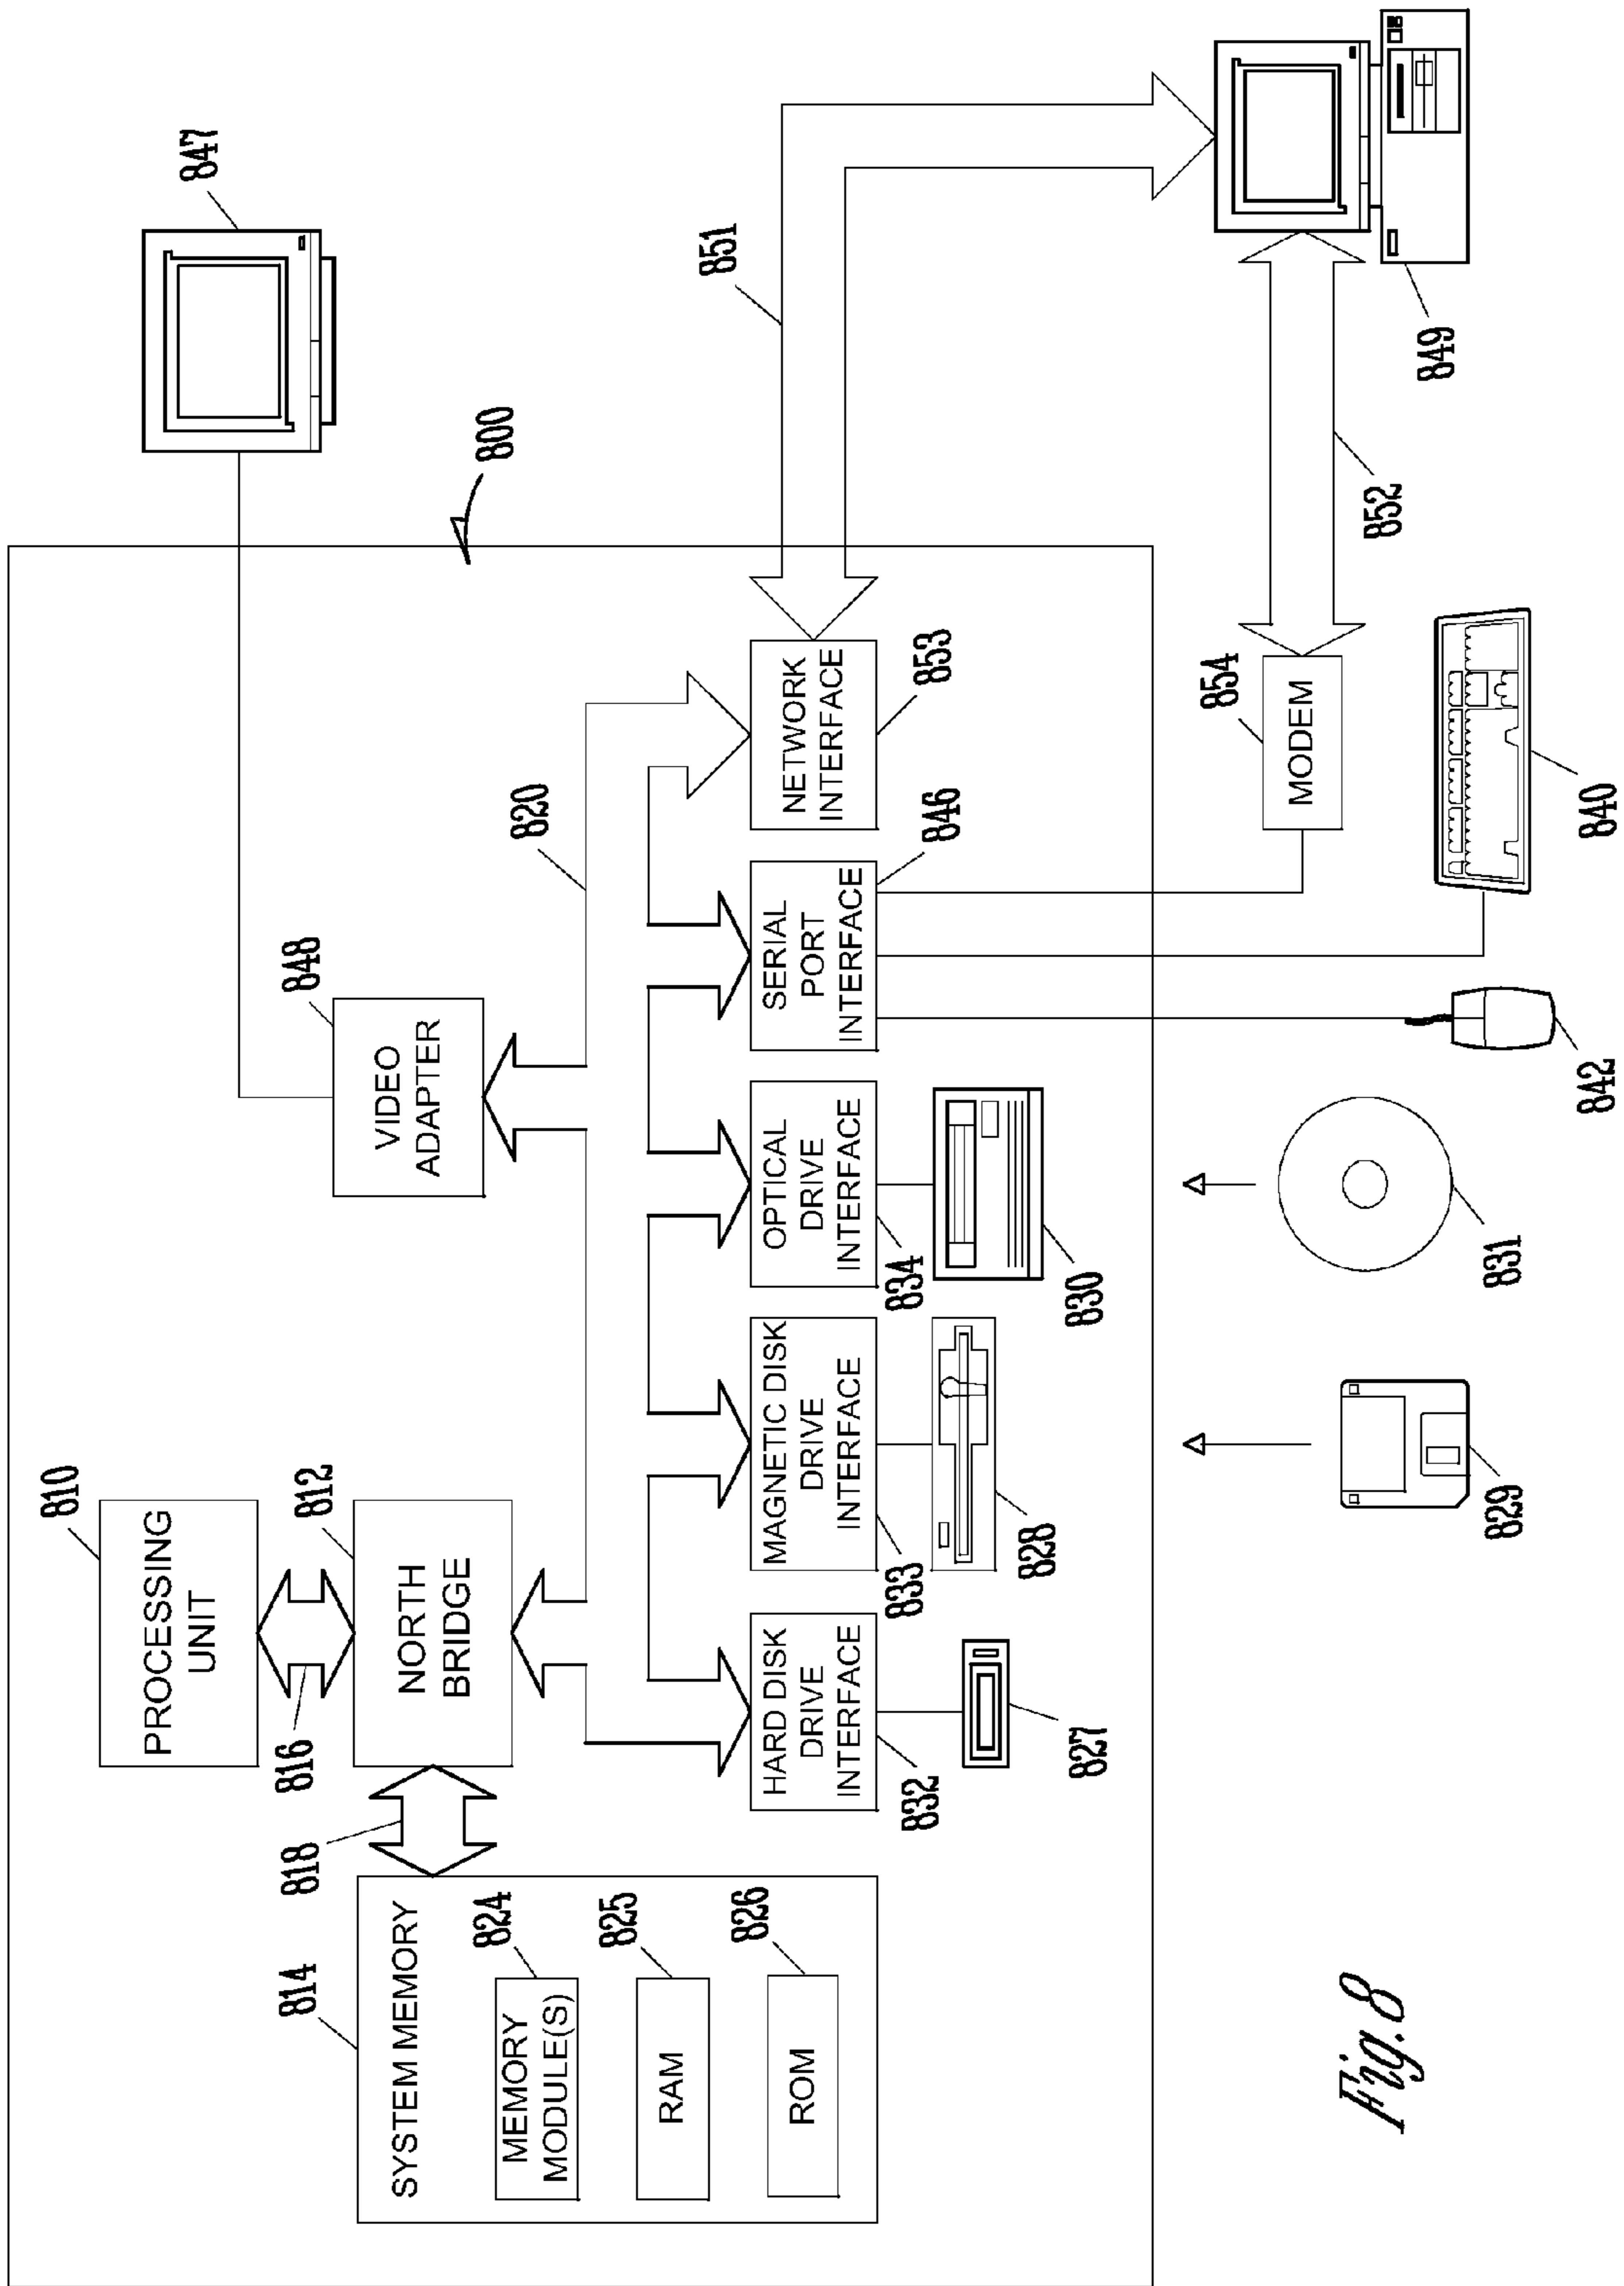 847
800
810
PROCESSING
UNIT
816
812
NORTH
BRIDGE
818
814
SYSTEM MEMORY
824
MEMORY
MODULE(S)
825
RAM
826
ROM
848
VIDEO
ADAPTER
820
851
HARD DISK
DRIVE
INTERFACE
832
827
MAGNETIC DISK
DRIVE
INTERFACE
833
828
OPTICAL
DRIVE
INTERFACE
834
830
SERIAL
PORT
INTERFACE
846
NETWORK
INTERFACE
853
854
MODEM
852
849
829
831
842
840
Fig. 8